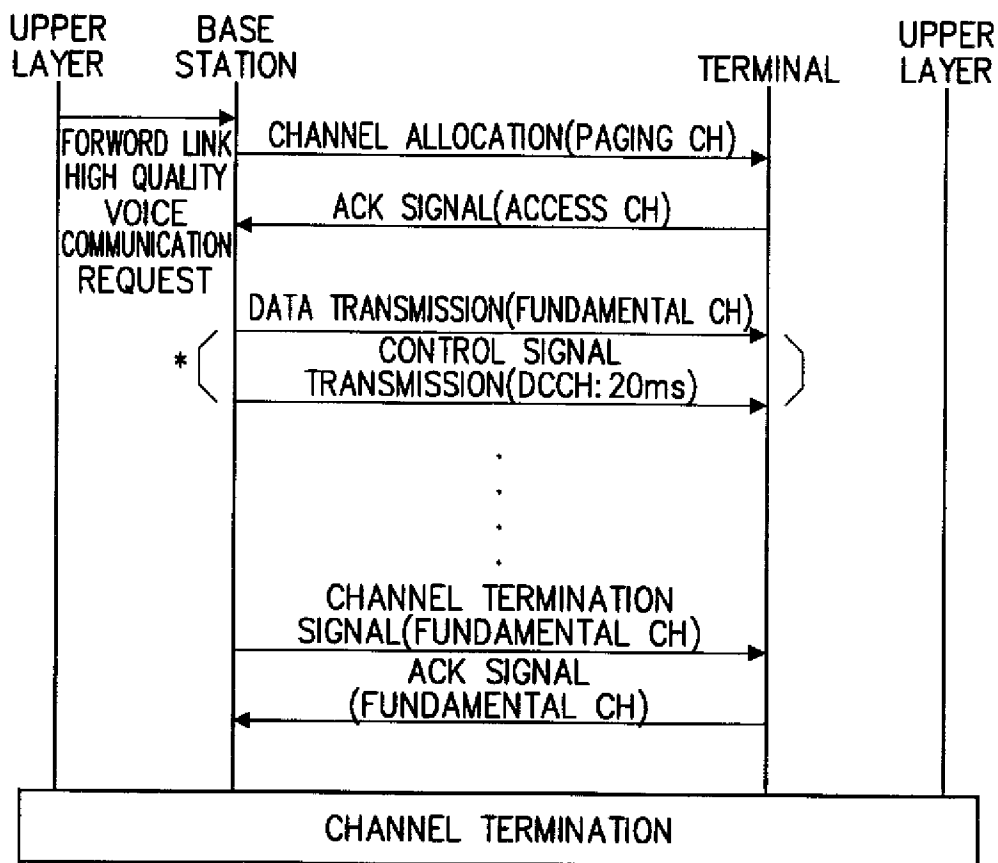 UPPER
LAYER
BASE
STATION
TERMINAL
UPPER
LAYER
FORWORD LINK
HIGH QUALITY
VOICE
COMMUNICATION
REQUEST
CHANNEL ALLOCATION(PAGING CH)
ACK SIGNAL(ACCESS CH)
DATA TRANSMISSION(FUNDAMENTAL CH)
*
CONTROL SIGNAL
TRANSMISSION(DCCH: 20ms)
CHANNEL TERMINATION
SIGNAL(FUNDAMENTAL CH)
ACK SIGNAL
(FUNDAMENTAL CH)
CHANNEL TERMINATION